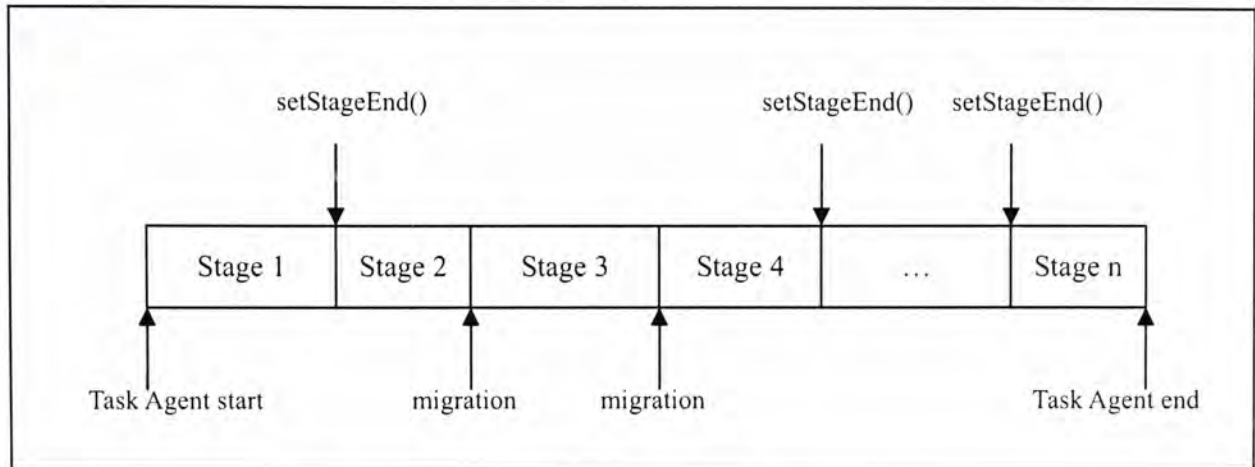 setStageEnd() setStageEnd() setStageEnd()
Stage 1 Stage 2 Stage 3 Stage 4 ... Stage n
Task Agent start migration migration Task Agent end